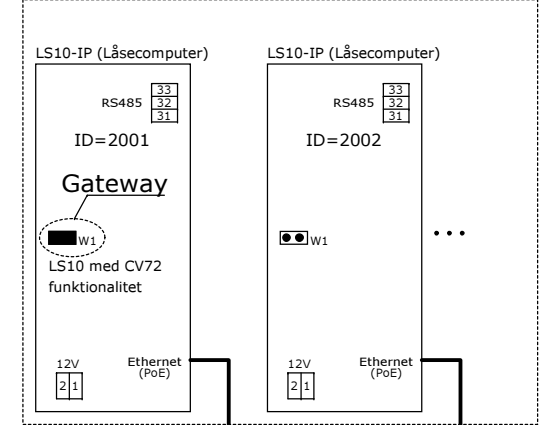 LS10-IP (Låsecomputer)
33
RS485 32
31
ID=2001
Gateway
W1
LS10 med CV72
funktionalitet
12V
2 1
Ethernet
(PoE)
LS10-IP (Låsecomputer)
33
RS485 32
31
ID=2002
W1
12V
2 1
Ethernet
(PoE)
...